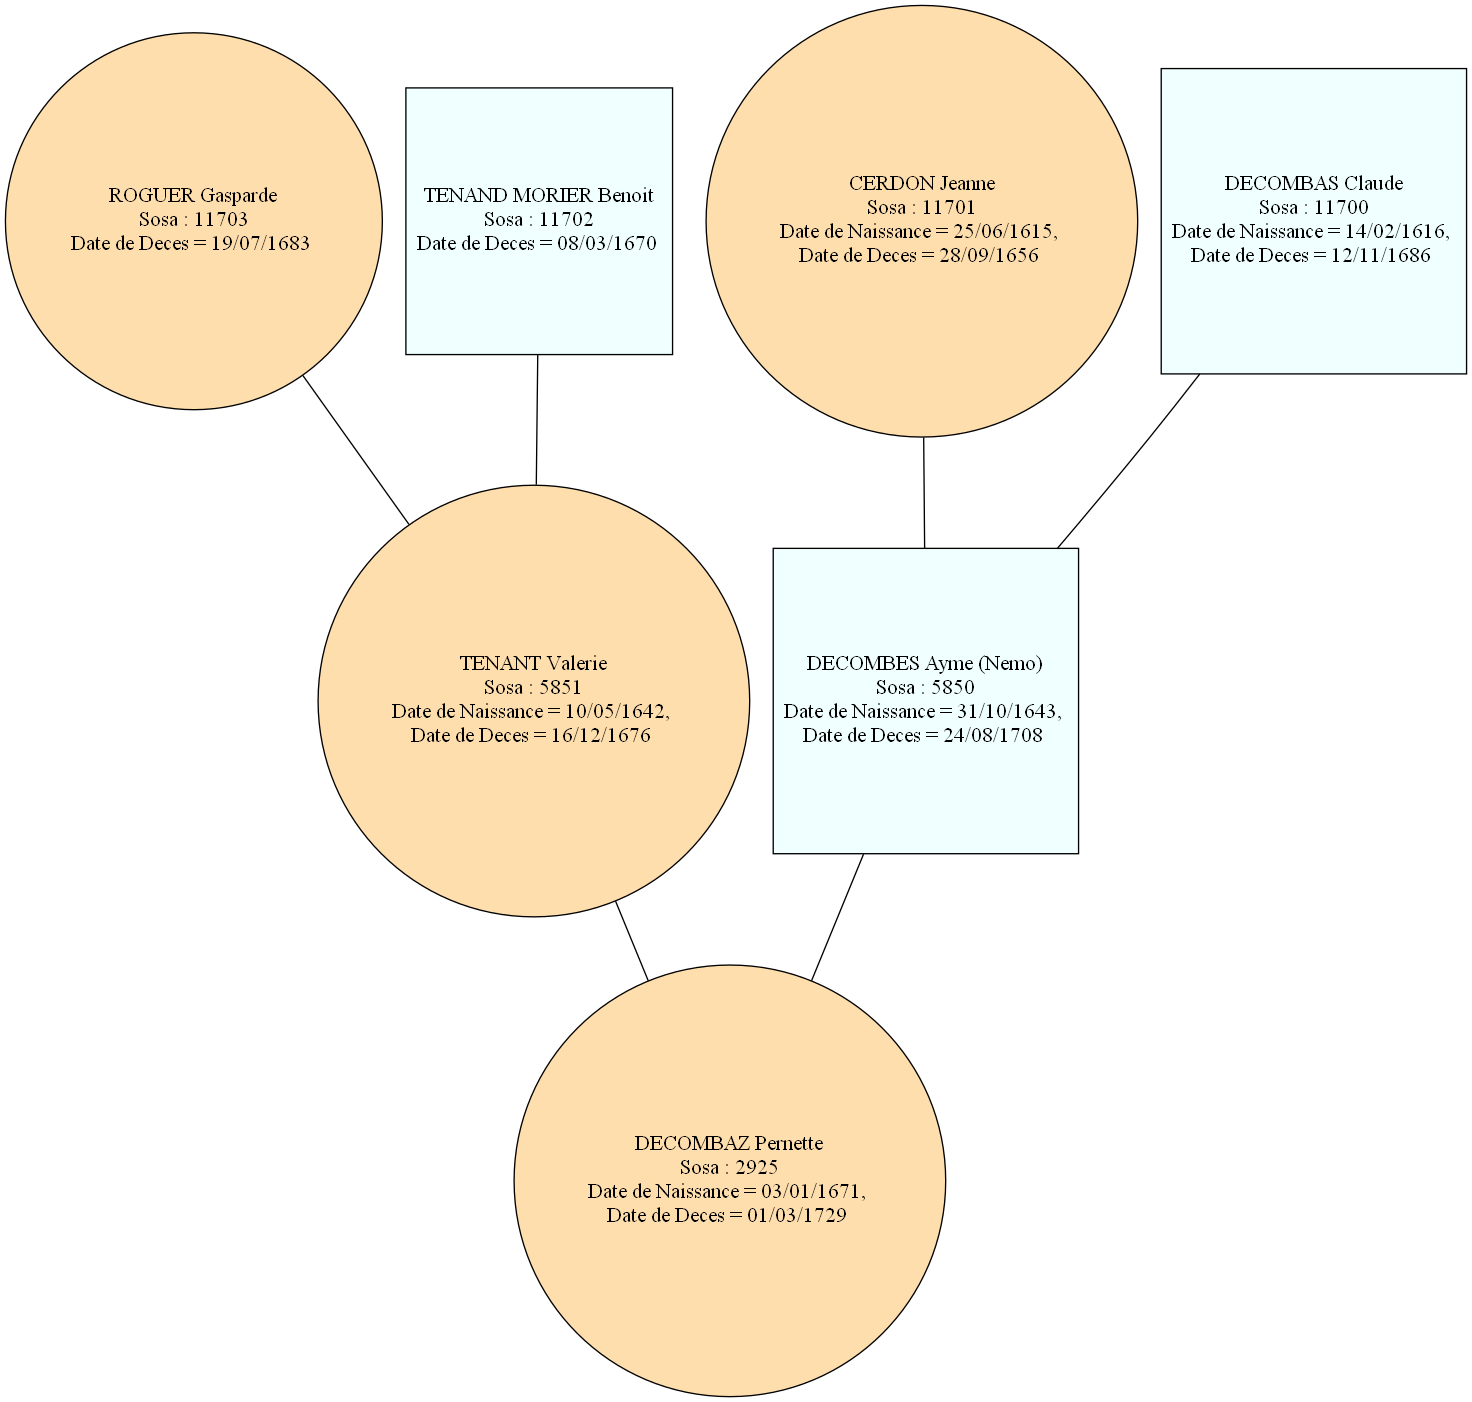 ROGUER Gasparde
Sosa : 11703
Date de Deces = 19/07/1683
TENAND MORIER Benoit
Sosa : 11702
Date de Deces = 08/03/1670
CERDON Jeanne
Sosa : 11701
Date de Naissance = 25/06/1615,
Date de Deces = 28/09/1656
DECOMBAS Claude
Sosa : 11700
Date de Naissance = 14/02/1616,
Date de Deces = 12/11/1686
TENANT Valerie
Sosa : 5851
Date de Naissance = 10/05/1642,
Date de Deces = 16/12/1676
DECOMBES Ayme (Nemo)
Sosa : 5850
Date de Naissance = 31/10/1643,
Date de Deces = 24/08/1708
DECOMBAZ Pernette
Sosa : 2925
Date de Naissance = 03/01/1671,
Date de Deces = 01/03/1729